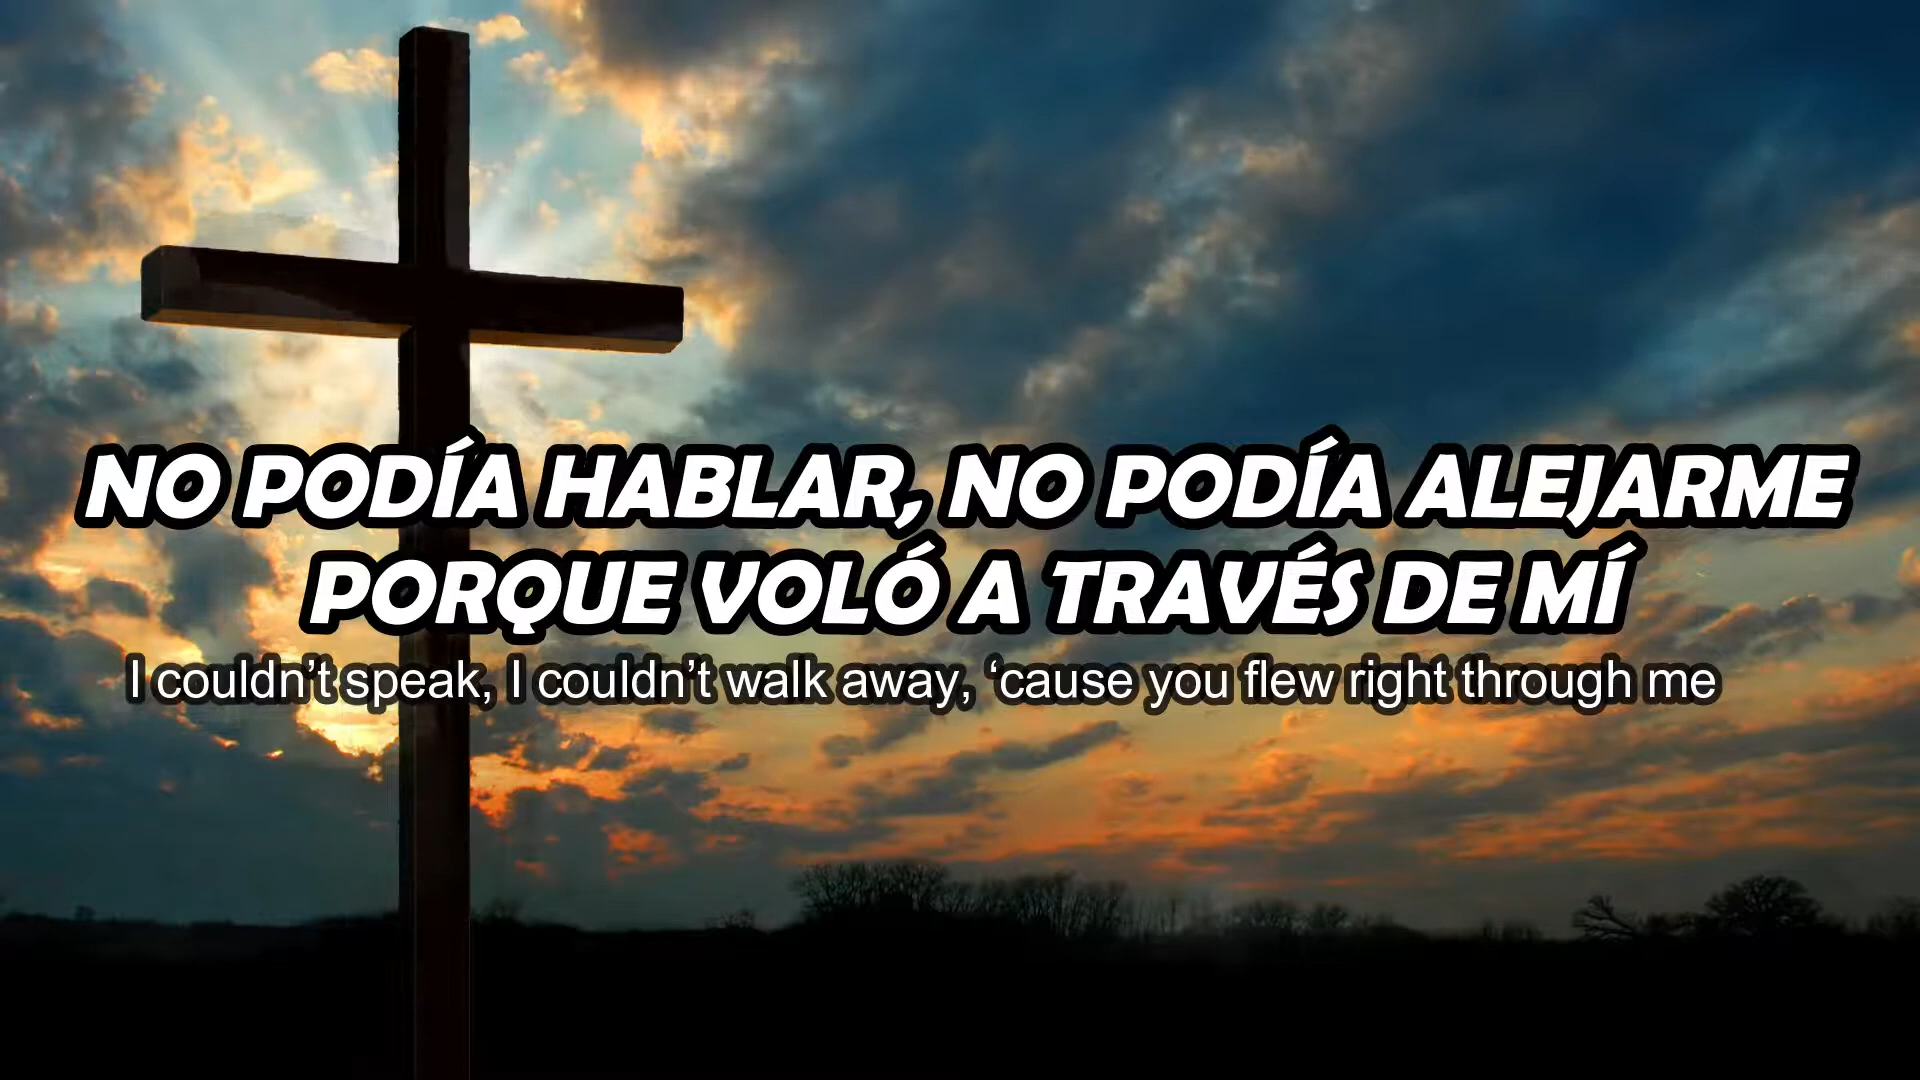 NO PODÍA HABLAR, NO PODÍA ALEJARME
PORQUE VOLÓ A TRAVÉS DE MÍ
I couldn’t speak, I couldn’t walk away, ‘cause you flew right through me